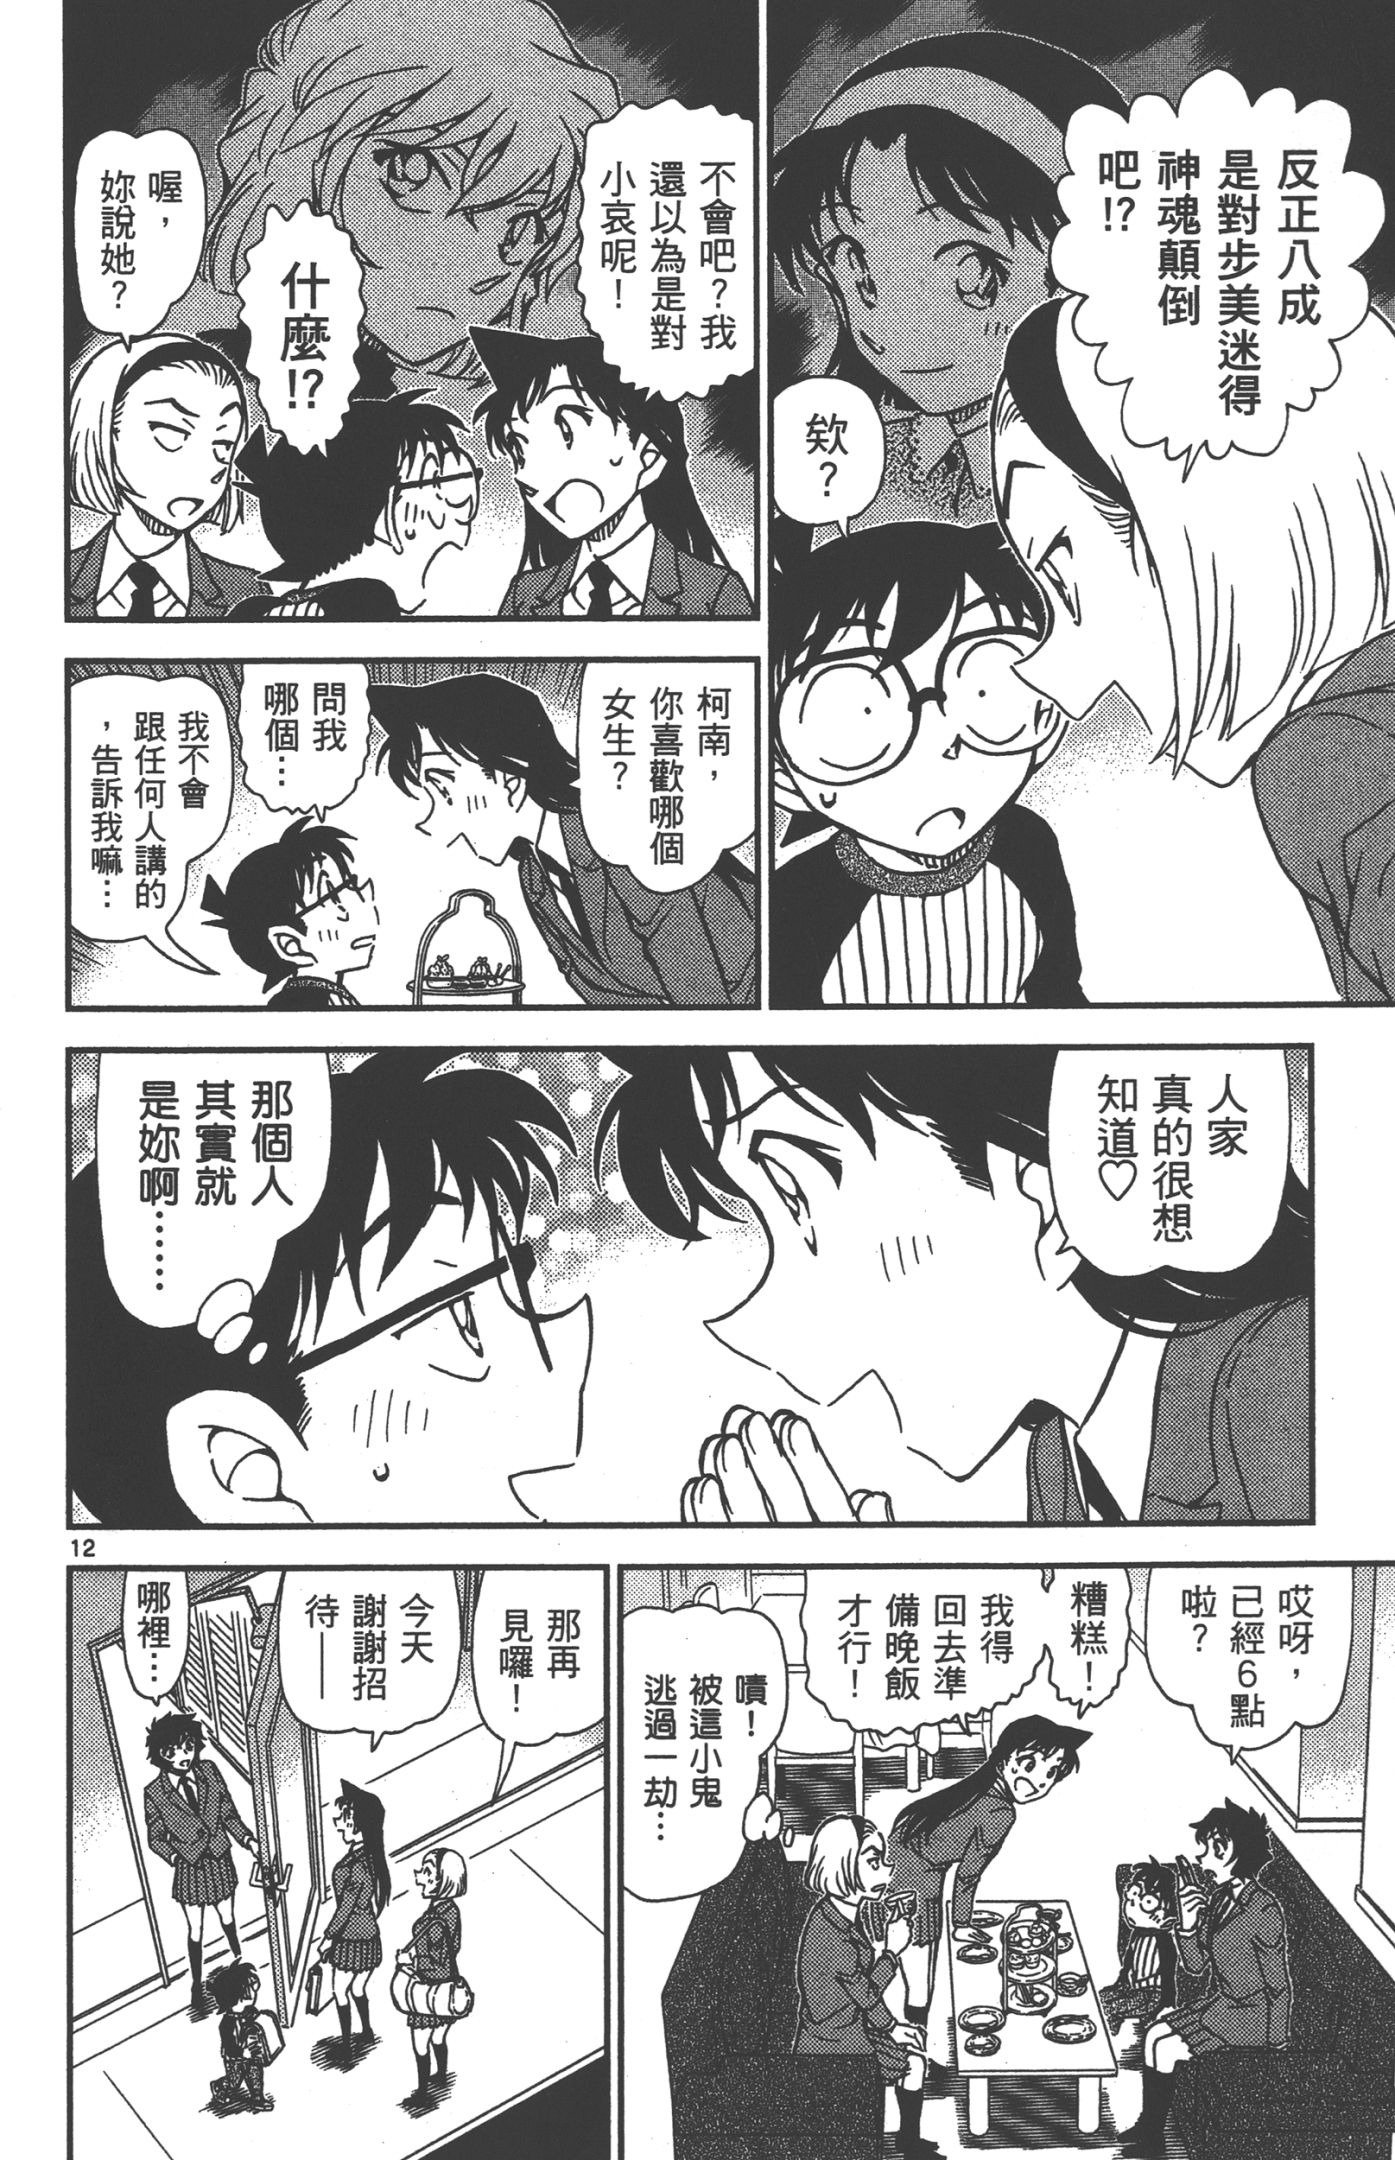 反正八成
是對步美迷得
神魂顛倒
吧!?
欸？
不會吧？我
還以為是對
小哀呢！
什麼!?
喔，
妳說她？
柯南，
你喜歡哪個
女生？
問我
哪個…
我不會
跟任何人講的
，告訴我嘛…
人家
真的很想
知道♡
那個人
其實就
是妳啊……
12
哎呀，
已經6點
啦？
糟糕！
我得
回去準
備晚飯
才行！
嘖！
被這小鬼
逃過一劫…
那再
見囉！
今天
謝謝招
待──
哪裡…